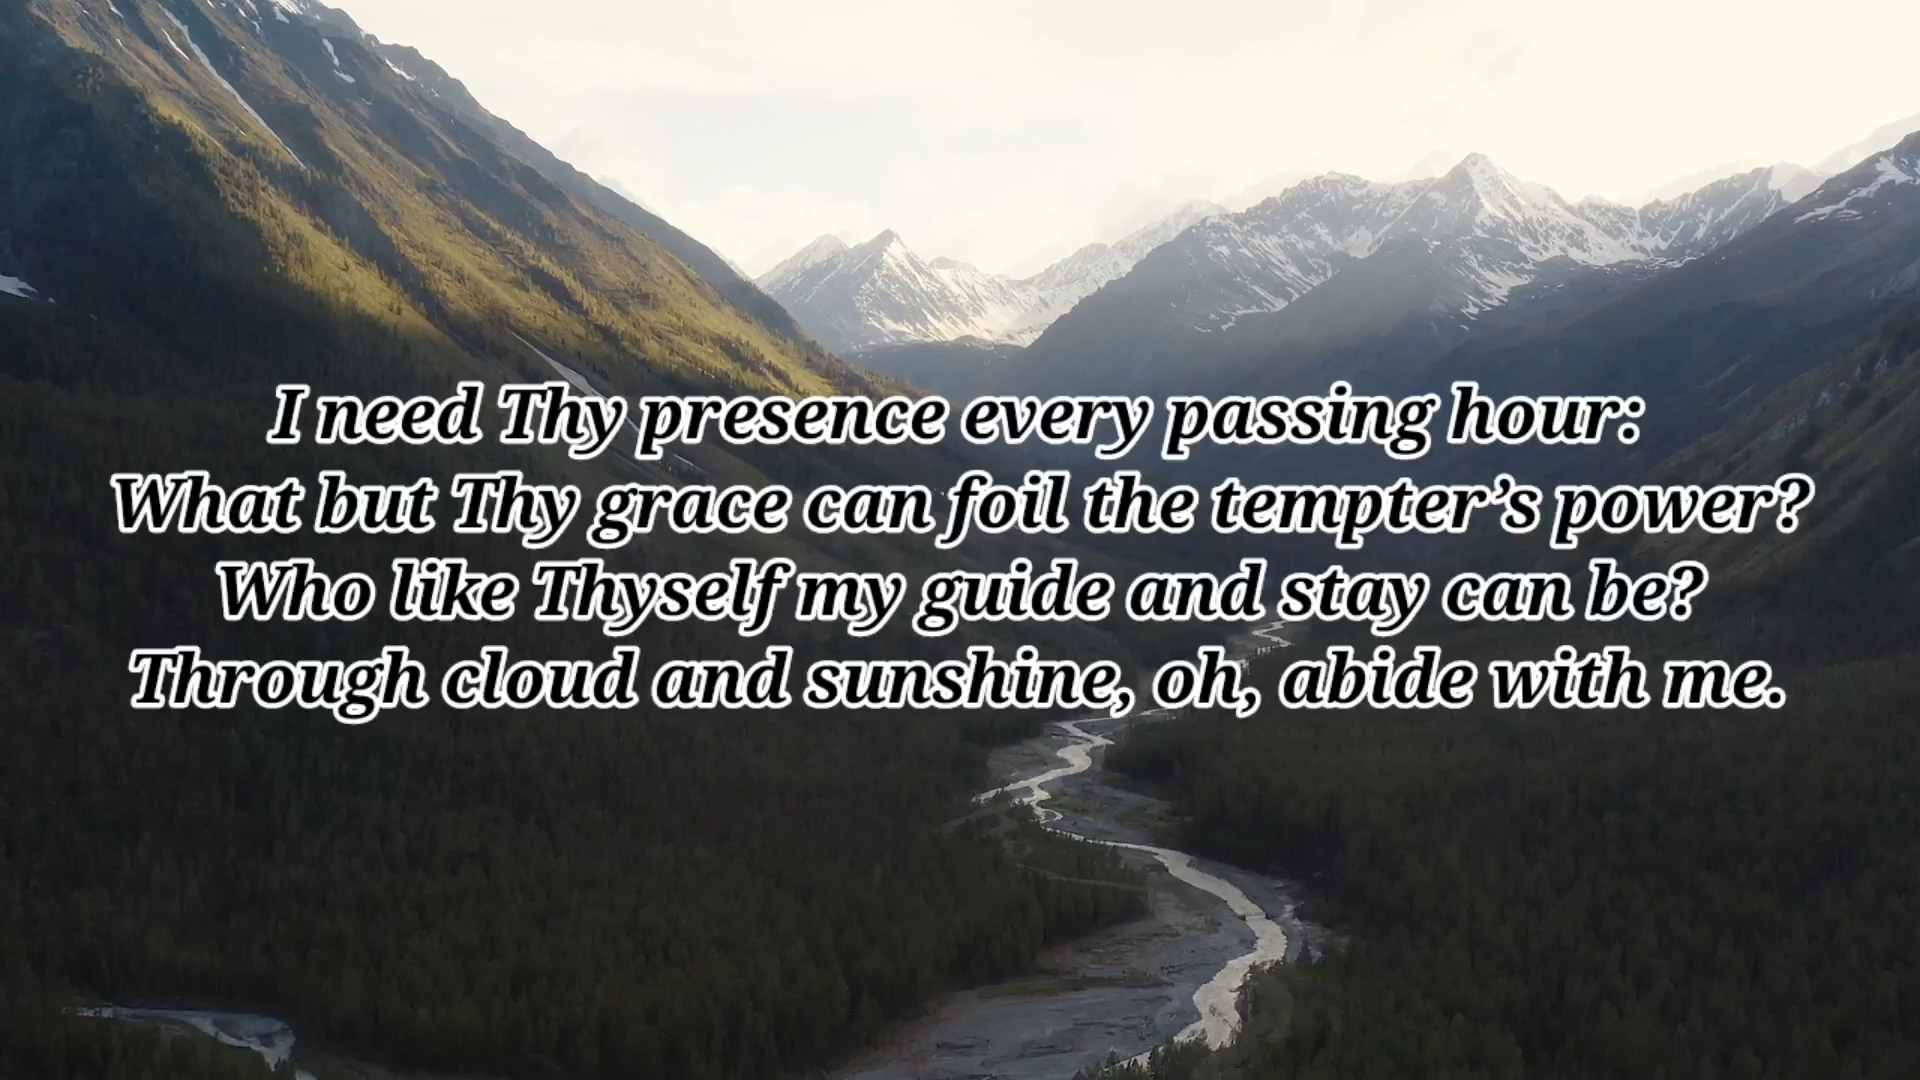 I need Thy presence every passing hour:
What but Thy grace can foil the tempter’s power?
Who like Thyself my guide and stay can be?
Through cloud and sunshine, oh, abide with me.